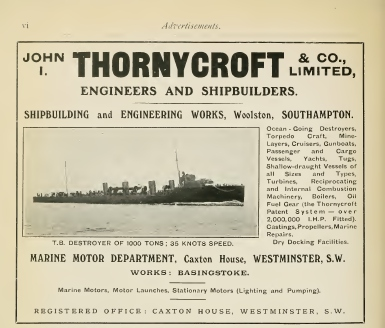 vi
Advertisements.
JOHN I. THORNYCROFT & CO., LIMITED,
ENGINEERS AND SHIPBUILDERS.
SHIPBUILDING and ENGINEERING WORKS, Woolston, SOUTHAMPTON.
Ocean-Going Destroyers,
Torpedo Craft, Mine-
Layers, Cruisers, Gunboats,
Passenger and Cargo
Vessels, Yachts, Tugs,
Shallow-draught Vessels of
all Sizes and Types,
Turbines, Reciprocating
and Internal Combustion
Machinery, Boilers, Oil
Fuel Gear (the Thornycroft
Patent System—over
2,000,000 I.H.P. Fitted).
Castings, Propellers, Marine
Repairs.
Dry Docking Facilities.
T.B. DESTROYER OF 1000 TONS; 35 KNOTS SPEED.
MARINE MOTOR DEPARTMENT, Caxton House, WESTMINSTER, S.W.
WORKS: BASINGSTOKE.
Marine Motors, Motor Launches, Stationary Motors (Lighting and Pumping).
REGISTERED OFFICE: CAXTON HOUSE, WESTMINSTER, S.W.